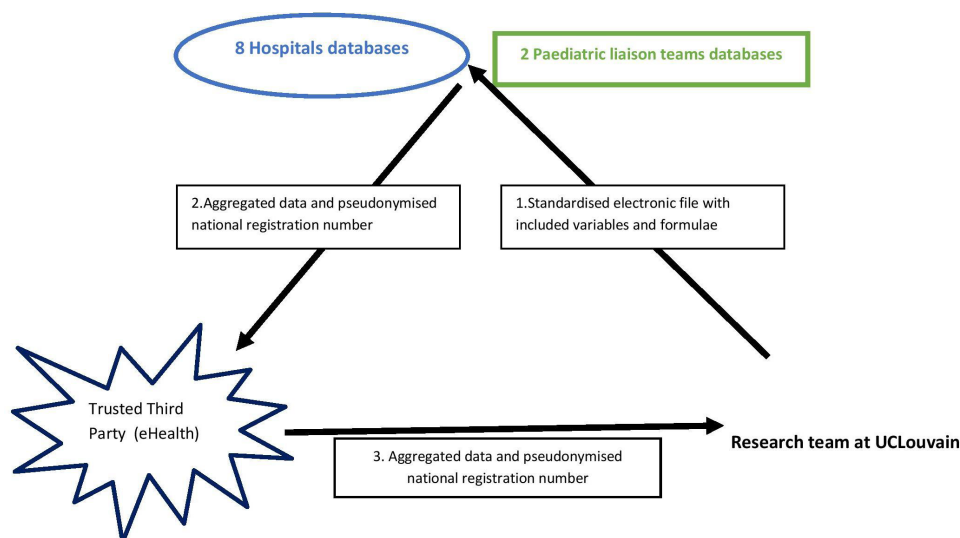 8 Hospitals databases
2 Paediatric liaison teams databases
2.Aggregated data and pseudonymised
national registration number
1.Standardised electronic file with
included variables and formulae
Trusted Third
Party (eHealth)
Research team at UCLouvain
3. Aggregated data and pseudonymised
national registration number